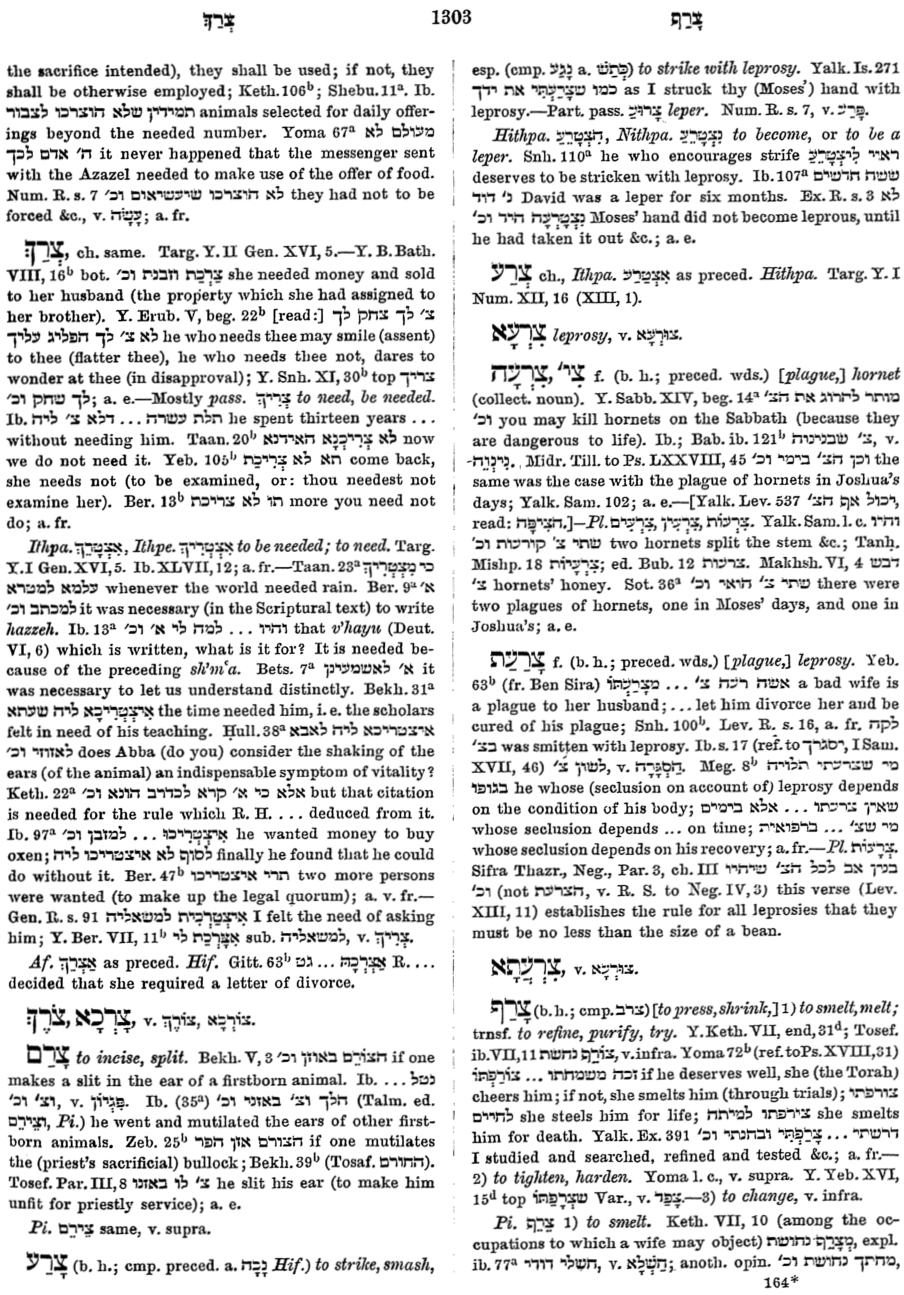 צְרַךְ
1303
צָרַף
the sacrifice intended), they shall be used; if not, they
shall be otherwise employed; Keth. 106ᵇ; Shebu. 11ᵃ. Ib.
תמידין שלא הוצרכו לצבור animals selected for daily offer-
ings beyond the needed number. Yoma 67ᵃ מעולם לא
ה׳ אדם לכך it never happened that the messenger sent
with the Azazel needed to make use of the offer of food.
Num. R. s. 7 לא הוצרכו שיעשיאום וכ׳ they had not to be
forced &c., v. עָשָׂה; a. fr.
צְרַךְ, ch. same. Targ. Y. II Gen. XVI, 5.—Y. B. Bath.
VIII, 16ᵇ bot. צרכת וזבנת וכ׳ she needed money and sold
to her husband (the property which she had assigned to
her brother). Y. Erub. V, beg. 22ᵇ [read:] צ׳ לך צחק לך
לא צ׳ לך הפליג עליך he who needs thee may smile (assent)
to thee (flatter thee), he who needs thee not, dares to
wonder at thee (in disapproval); Y. Snh. XI, 30ᵇ top צריך
לך שחק וכ׳; a. e.—Mostly pass. צְרִיךְ to need, be needed.
Ib. תלת עשרה ... דלא צ׳ ליה he spent thirteen years ...
without needing him. Taan. 20ᵇ לא צְרִיכְנָא האידנא now
we do not need it. Yeb. 105ᵇ תא לא צְרִיכַת come back,
she needs not (to be examined, or: thou needest not
examine her). Ber. 13ᵇ תו לא צריכת more you need not
do; a. fr.
Ithpa. אִצְטָרַךְ, Ithpe. אִצְטְרִיךְ to be needed; to need. Targ.
Y. I Gen. XVI, 5. Ib. XLVII, 12; a. fr.—Taan. 23ᵃ כי מִצְטְרִיךְ
עלמא למטרא whenever the world needed rain. Ber. 9ᵃ א׳
למכתב וכ׳ it was necessary (in the Scriptural text) to write
hazzeh. Ib. 13ᵃ והיו ... למה לי א׳ וכ׳ that v'hayu (Deut.
VI, 6) which is written, what is it for? It is needed be-
cause of the preceding sh'mʿa. Bets. 7ᵃ א׳ לאשמעינן it
was necessary to let us understand distinctly. Bekh. 31ᵃ
אִיצְטְרִיכָא ליה שעתא the time needed him, i. e. the scholars
felt in need of his teaching. Ḥull. 38ᵃ איצטריכא ליה לאבא
לאזוזי וכ׳ does Abba (do you) consider the shaking of the
ears (of the animal) an indispensable symptom of vitality?
Keth. 22ᵃ אלא כי א׳ קרא לכדרב הונא וכ׳ but that citation
is needed for the rule which R. H. ... deduced from it.
Ib. 97ᵃ אִיצְטְרִיכוּ ... למזבן וכ׳ he wanted money to buy
oxen; לסוף לא איצטריכו ליה finally he found that he could
do without it. Ber. 47ᵇ תרי איצטריכו two more persons
were wanted (to make up the legal quorum); a. v. fr.—
Gen. R. s. 91 אִיצְטְרָכִית למשאליה I felt the need of asking
him; Y. Ber. VII, 11ᵇ אִצָּרְכַת לי sub. למשאליה, v. צְרִיךְ.
Af. אַצְרַךְ as preced. Hif. Gitt. 63ᵇ אַצְרְכָהּ ... גט R. ...
decided that she required a letter of divorce.
צֹרֶךְ, צָרְכָא, v. צוֹרֶךְ, צוֹרְכָא.
צָרַם to incise, split. Bekh. V, 3 הצורם באוזן וכ׳ if one
makes a slit in the ear of a firstborn animal. Ib. נטל ...
וצ׳ וכ׳, v. פִּגְיוֹן. Ib. (35ᵃ) הלך וצ׳ באזני וכ׳ (Talm. ed.
וְצֵירֵם, Pi.) he went and mutilated the ears of other first-
born animals. Zeb. 25ᵇ הצורם אזן הפר if one mutilates
the (priest's sacrificial) bullock; Bekh. 39ᵇ (Tosaf. החורם).
Tosef. Par. III, 8 צ׳ לו באזנו he slit his ear (to make him
unfit for priestly service); a. e.
Pi. צֵירֵם same, v. supra.
צָרַע (b. h.; cmp. preced. a. נָכָה Hif.) to strike, smash,
esp. (cmp. נָגַע a. כְּתַשׁ) to strike with leprosy. Yalk. Is. 271
כמו שצרעתי את ידך as I struck thy (Moses') hand with
leprosy.—Part. pass. צָרוּעַ leper. Num. R. s. 7, v. פָּרַע.
Hithpa. הִצְטָרֵעַ, Nithpa. נִצְטָרֵעַ to become, or to be a
leper. Snh. 110ᵃ he who encourages strife ראוי לִיצְטָרֵעַ
deserves to be stricken with leprosy. Ib. 107ᵃ ששה חדשים
נ׳ דוד David was a leper for six months. Ex. R. s. 3 לא
נִצְטָרְעָה היד וכ׳ Moses' hand did not become leprous, until
he had taken it out &c.; a. e.
צְרַע ch., Ithpa. אִצְטָרַע as preced. Hithpa. Targ. Y. I
Num. XII, 16 (XIII, 1).
צִרְעָא leprosy, v. צוּרְעָא.
צִרְעָה, צִי׳ f. (b. h.; preced. wds.) [plague,] hornet
(collect. noun). Y. Sabb. XIV, beg. 14ᵃ מותר להרוג את הצ׳
וכ׳ you may kill hornets on the Sabbath (because they
are dangerous to life). Ib.; Bab. ib. 121ᵇ צ׳ שבנינוה, v.
נִינְוֵה. Midr. Till. to Ps. LXXVIII, 45 וכן הצ׳ בימי וכ׳ the
same was the case with the plague of hornets in Joshua's
days; Yalk. Sam. 102; a. e.—[Yalk. Lev. 537 יכול אף הצ׳,
read: הציפה.]—Pl. צְרָעוֹת, צְרָעִין, צְרָעִים. Yalk. Sam. l. c. והיו
שתי צ׳ קורעות וכ׳ two hornets split the stem &c.; Tanḥ.
Mishp. 18 צִרְעִיּוֹת; ed. Bub. 12 צרעות. Makhsh. VI, 4 דבש
צ׳ hornets' honey. Sot. 36ᵃ שתי צ׳ הואי וכ׳ there were
two plagues of hornets, one in Moses' days, and one in
Joshua's; a. e.
צָרַעַת f. (b. h.; preced. wds.) [plague,] leprosy. Yeb.
63ᵇ (fr. Ben Sira) אשה רעה צ׳ ... מצרעתו a bad wife is
a plague to her husband; ... let him divorce her and be
cured of his plague; Snh. 100ᵇ. Lev. R. s. 16, a. fr. לקה
בצ׳ was smitten with leprosy. Ib. s. 17 (ref. to יסגרך, I Sam.
XVII, 46) לשון צ׳, v. הַסְגָּרָה. Meg. 8ᵇ מי שצרעתו תלויה
בגופו he whose (seclusion on account of) leprosy depends
on the condition of his body; שאין צרעתו ... אלא בימים
whose seclusion depends ... on time; מי שצ׳ ... ברפואית
whose seclusion depends on his recovery; a. fr.—Pl. צְרָעוֹת.
Sifra Thazr., Neg., Par. 3, ch. III בנין אב לכל הצ׳ שיהיו
וכ׳ (not הצרעת, v. R. S. to Neg. IV, 3) this verse (Lev.
XIII, 11) establishes the rule for all leprosies that they
must be no less than the size of a bean.
צִרְעֲתָא, v. צוּרְעָא.
צָרַף (b. h.; cmp. צרב) [to press, shrink,] 1) to smelt, melt;
trnsf. to refine, purify, try. Y. Keth. VII, end, 31ᵈ; Tosef.
ib. VII, 11 צוֹרֵף נחשת, v. infra. Yoma 72ᵇ (ref. to Ps. XVIII, 31)
זכה משמחתו ... צוֹרַפְתּוֹ if he deserves well, she (the Torah)
cheers him; if not, she smelts him (through trials); צורפתו
לחיים she steels him for life; צירפתו למיתה she smelts
him for death. Yalk. Ex. 391 דרשתי ... צָרַפְתִּי ובחנתי וכ׳
I studied and searched, refined and tested &c.; a. fr.—
2) to tighten, harden. Yoma l. c., v. supra. Y. Yeb. XVI,
15ᵈ top שצרָפַתּוּ Var., v. צָפַד.—3) to change, v. infra.
Pi. צֵרֵף 1) to smelt. Keth. VII, 10 (among the oc-
cupations to which a wife may object) מְצָרֵף נחושת, expl.
ib. 77ᵃ חשלי דודי, v. חַשְׁלָא; anoth. opin. מחתך נחושת וכ׳,
164*